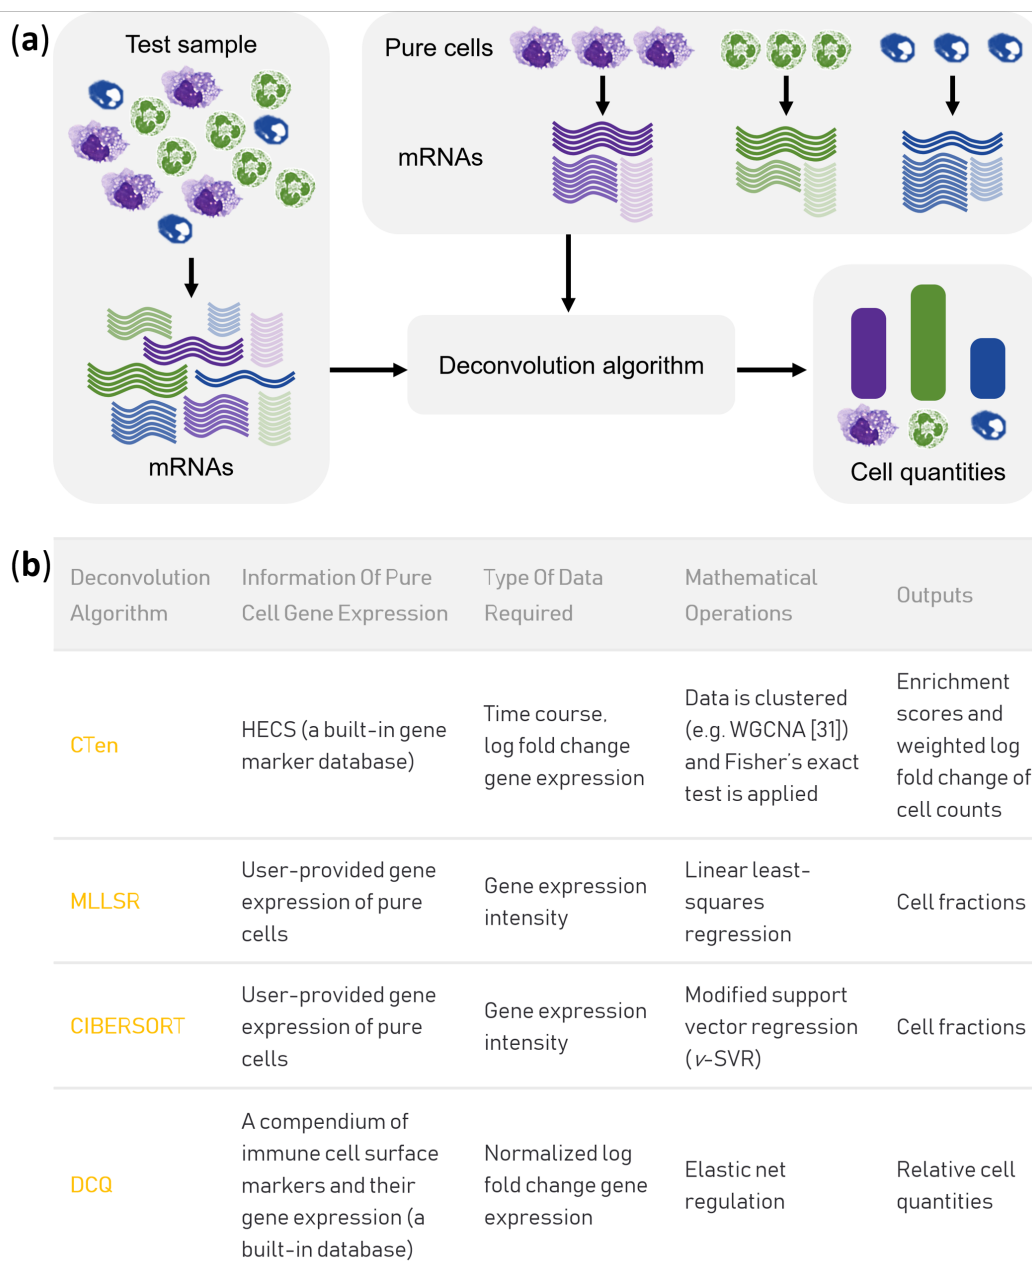 (a)
Test sample
Pure cells
mRNAs
Deconvolution algorithm
mRNAs
Cell quantities
(b)
Deconvolution
Algorithm
Information Of Pure
Cell Gene Expression
Type Of Data
Required
Mathematical
Operations
Outputs
CTen
HECS (a built-in gene
marker database)
Time course,
log fold change
gene expression
Data is clustered
(e.g. WGCNA [31])
and Fisher's exact
test is applied
Enrichment
scores and
weighted log
fold change of
cell counts
MLLSR
User-provided gene
expression of pure
cells
Gene expression
intensity
Linear least-
squares
regression
Cell fractions
CIBERSORT
User-provided gene
expression of pure
cells
Gene expression
intensity
Modified support
vector regression
(ν-SVR)
Cell fractions
DCQ
A compendium of
immune cell surface
markers and their
gene expression (a
built-in database)
Normalized log
fold change gene
expression
Elastic net
regulation
Relative cell
quantities